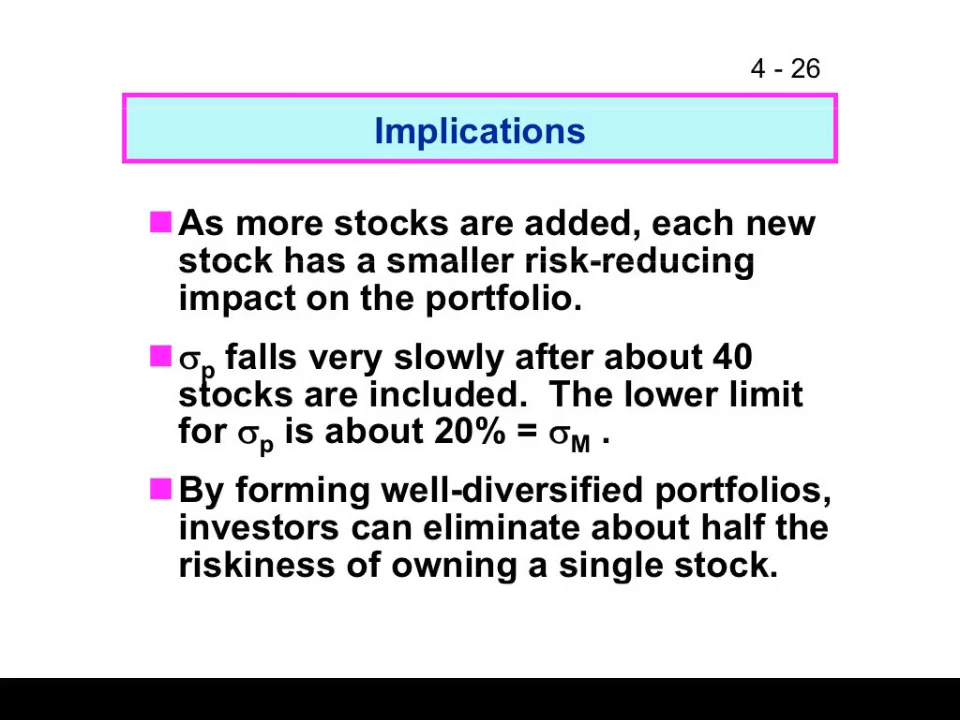 4 - 26
Implications
As more stocks are added, each new
stock has a smaller risk-reducing
impact on the portfolio.
σp falls very slowly after about 40
stocks are included.  The lower limit
for σp is about 20% = σM .
By forming well-diversified portfolios,
investors can eliminate about half the
riskiness of owning a single stock.